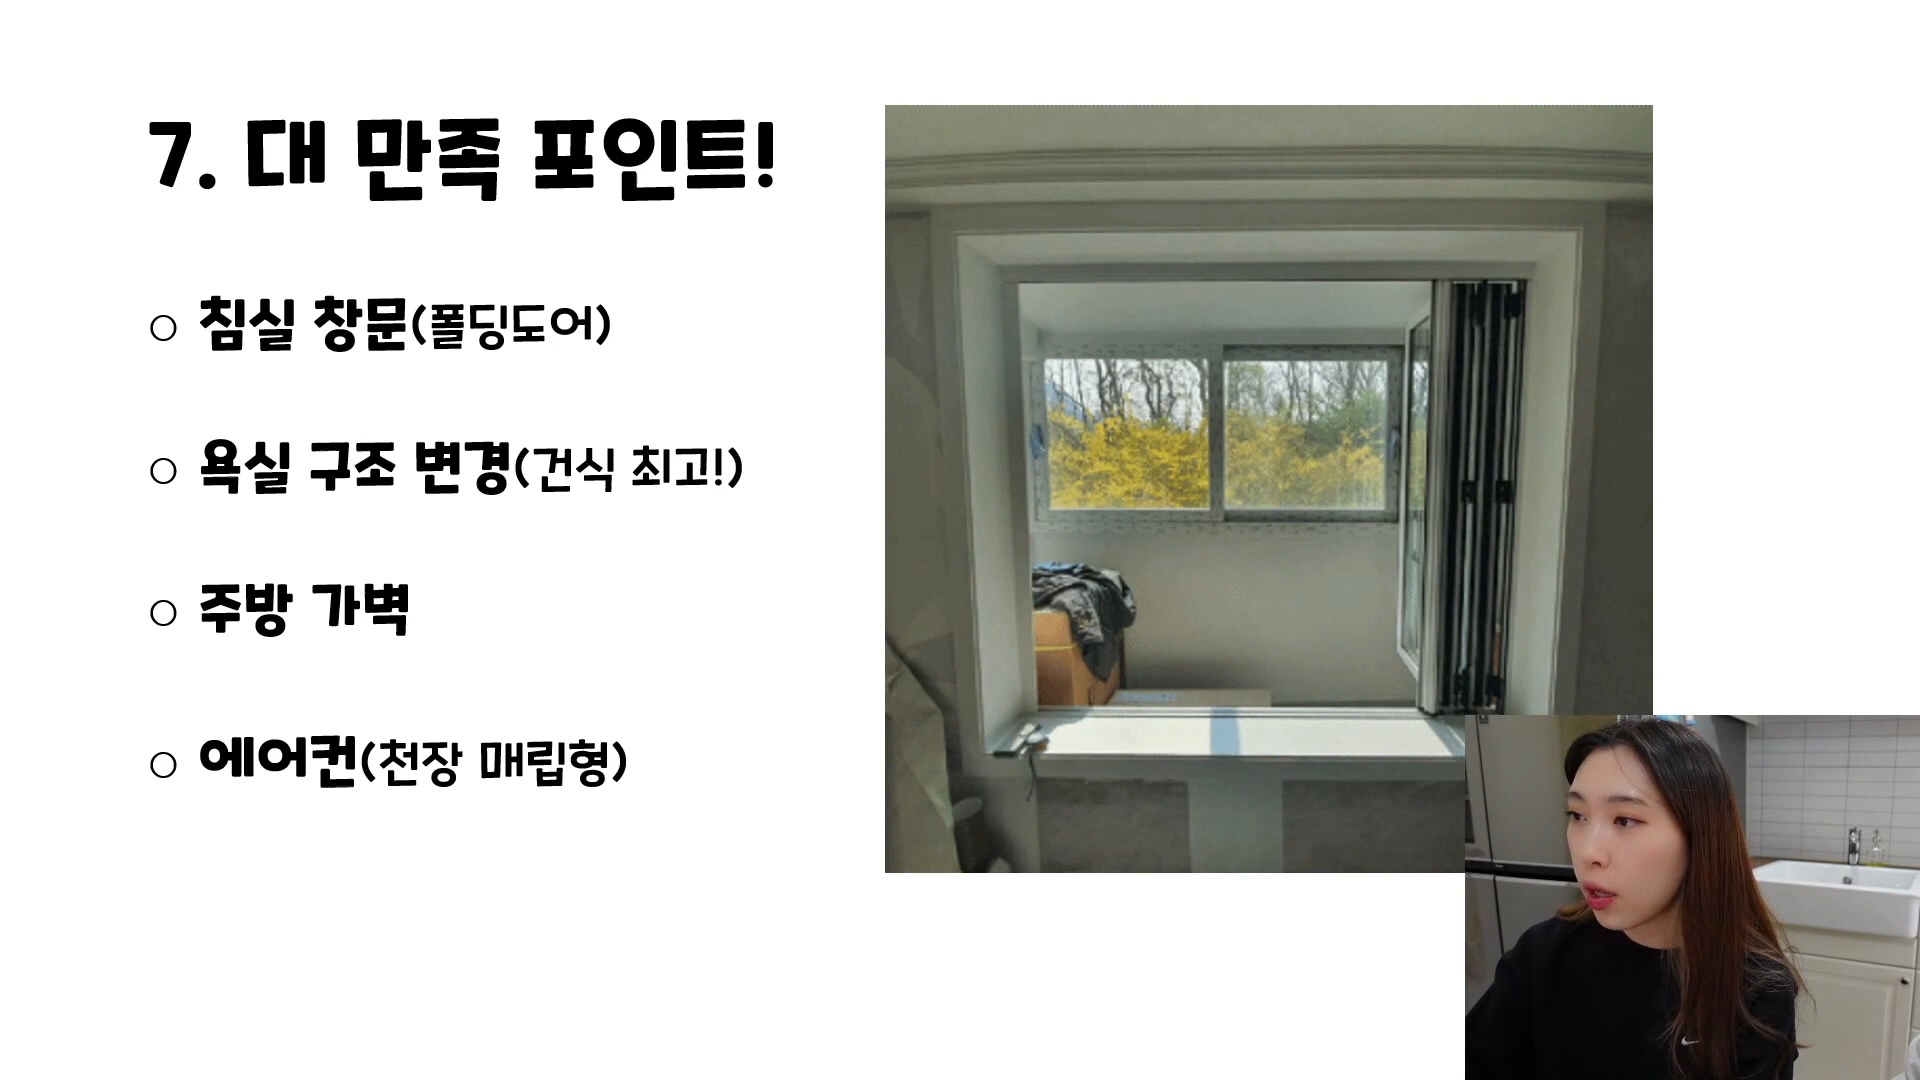 7. 대 만족 포인트!
○ 침실 창문(폴딩도어)
○ 욕실 구조 변경(건식 최고!)
○ 주방 가벽
○ 에어컨(천장 매립형)